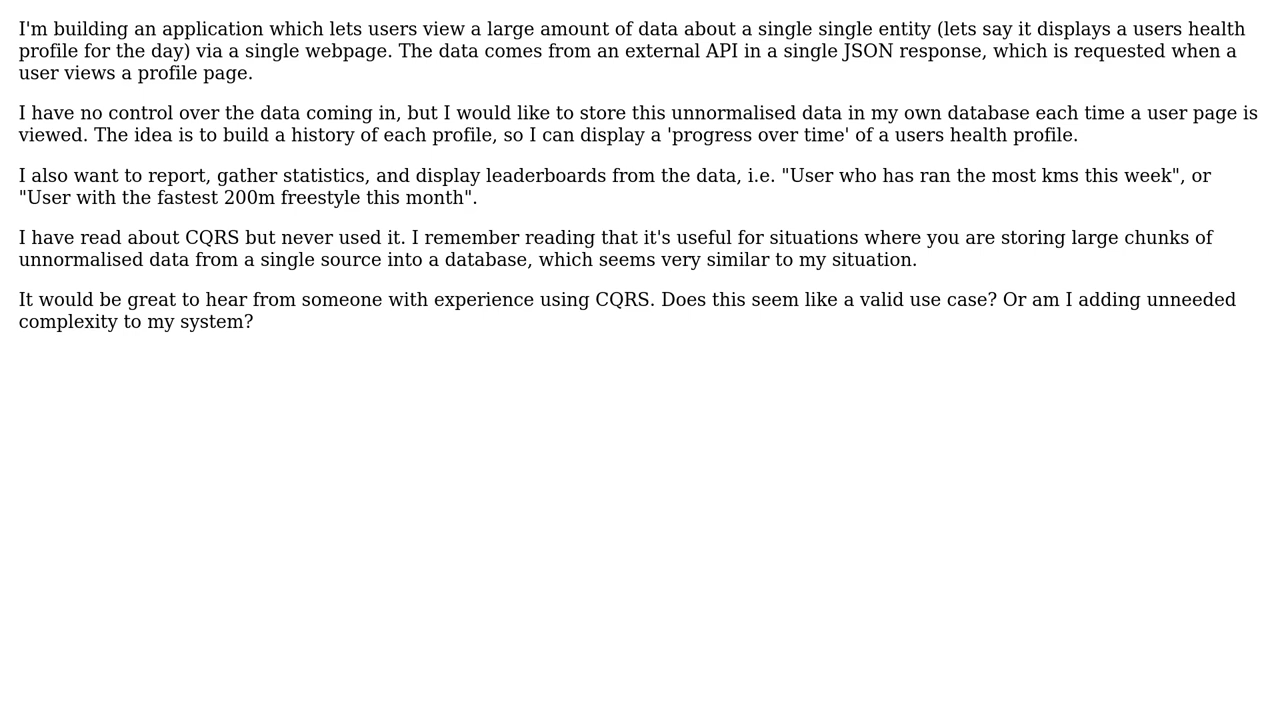 I'm building an application which lets users view a large amount of data about a single single entity (lets say it displays a users health
profile for the day) via a single webpage. The data comes from an external API in a single JSON response, which is requested when a
user views a profile page.
I have no control over the data coming in, but I would like to store this unnormalised data in my own database each time a user page is
viewed. The idea is to build a history of each profile, so I can display a 'progress over time' of a users health profile.
I also want to report, gather statistics, and display leaderboards from the data, i.e. "User who has ran the most kms this week", or
"User with the fastest 200m freestyle this month".
I have read about CQRS but never used it. I remember reading that it's useful for situations where you are storing large chunks of
unnormalised data from a single source into a database, which seems very similar to my situation.
It would be great to hear from someone with experience using CQRS. Does this seem like a valid use case? Or am I adding unneeded
complexity to my system?